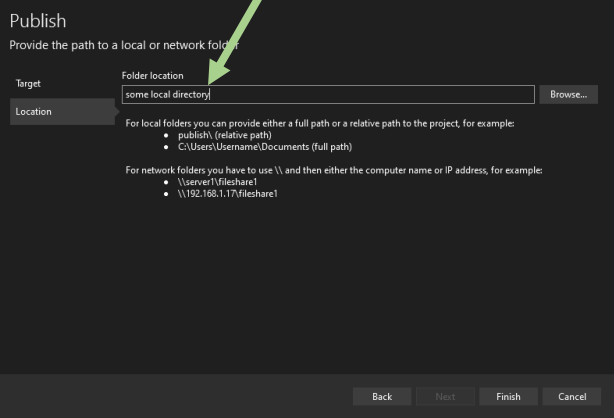 Publish
Provide the path to a local or network folder
Target
Folder location
some local directory
Browse...
Location
For local folders you can provide either a full path or a relative path to the project, for example:
• publish\ (relative path)
• C:\Users\Username\Documents (full path)
For network folders you have to use \\ and then either the computer name or IP address, for example:
• \\server1\fileshare1
• \\192.168.1.17\fileshare1
Back
Next
Finish
Cancel